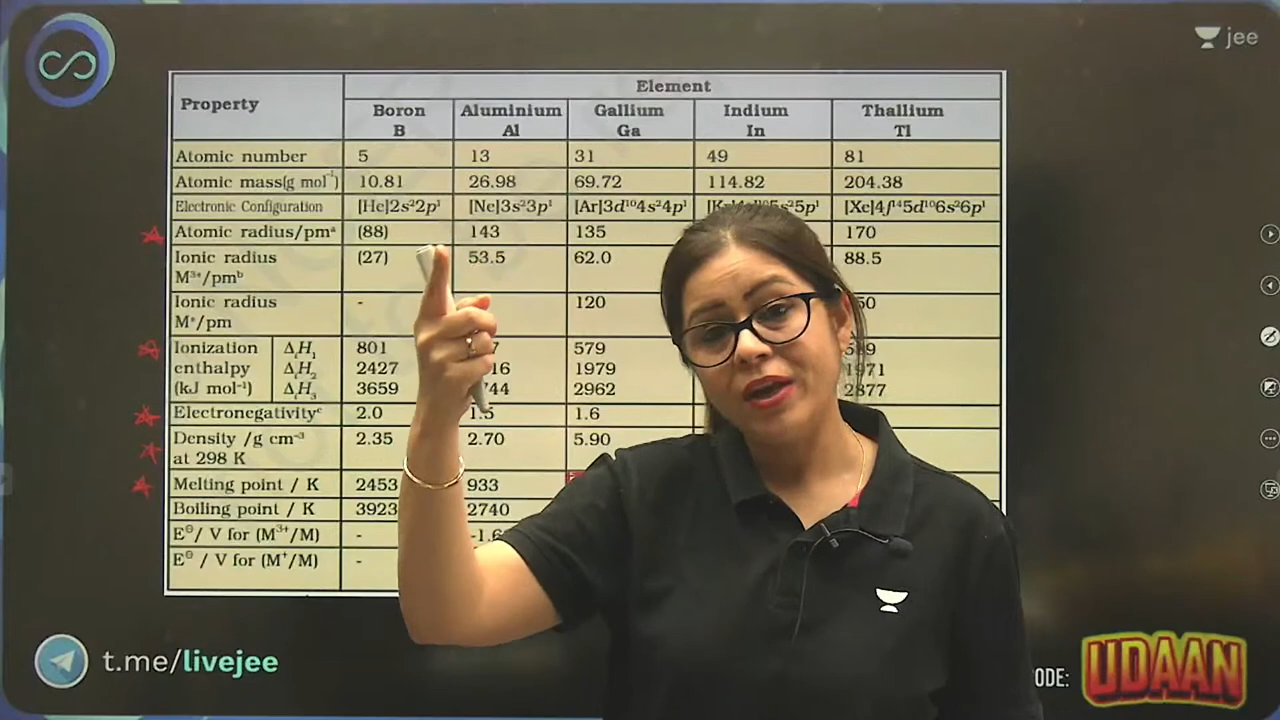 jee
Property
Element
Boron Aluminium Gallium Indium Thallium
B Al Ga In Tl
Atomic number 5 13 31 49 81
Atomic mass(g mol⁻¹) 10.81 26.98 69.72 114.82 204.38
Electronic Configuration [He]2s²2p¹ [Ne]3s²3p¹ [Ar]3d¹⁰4s²4p¹ [Xe]4f¹⁴5d¹⁰6s²6p¹
Atomic radius/pmᵃ (88) 143 135 170
Ionic radius (27) 53.5 62.0 88.5
M³⁺/pmᵇ
Ionic radius - 120
M⁺/pm
Ionization ΔᵢH₁ 801 579
enthalpy ΔᵢH₂ 2427 1979 1971
(kJ mol⁻¹) ΔᵢH₃ 3659 2962 2877
Electronegativityᶜ 2.0 1.5 1.6
Density /g cm⁻³ 2.35 2.70 5.90
at 298 K
Melting point / K 2453 933
Boiling point / K 3923 2740
E⊖/ V for (M³⁺/M) -
E⊖ / V for (M⁺/M) -
t.me/livejee
UDAAN